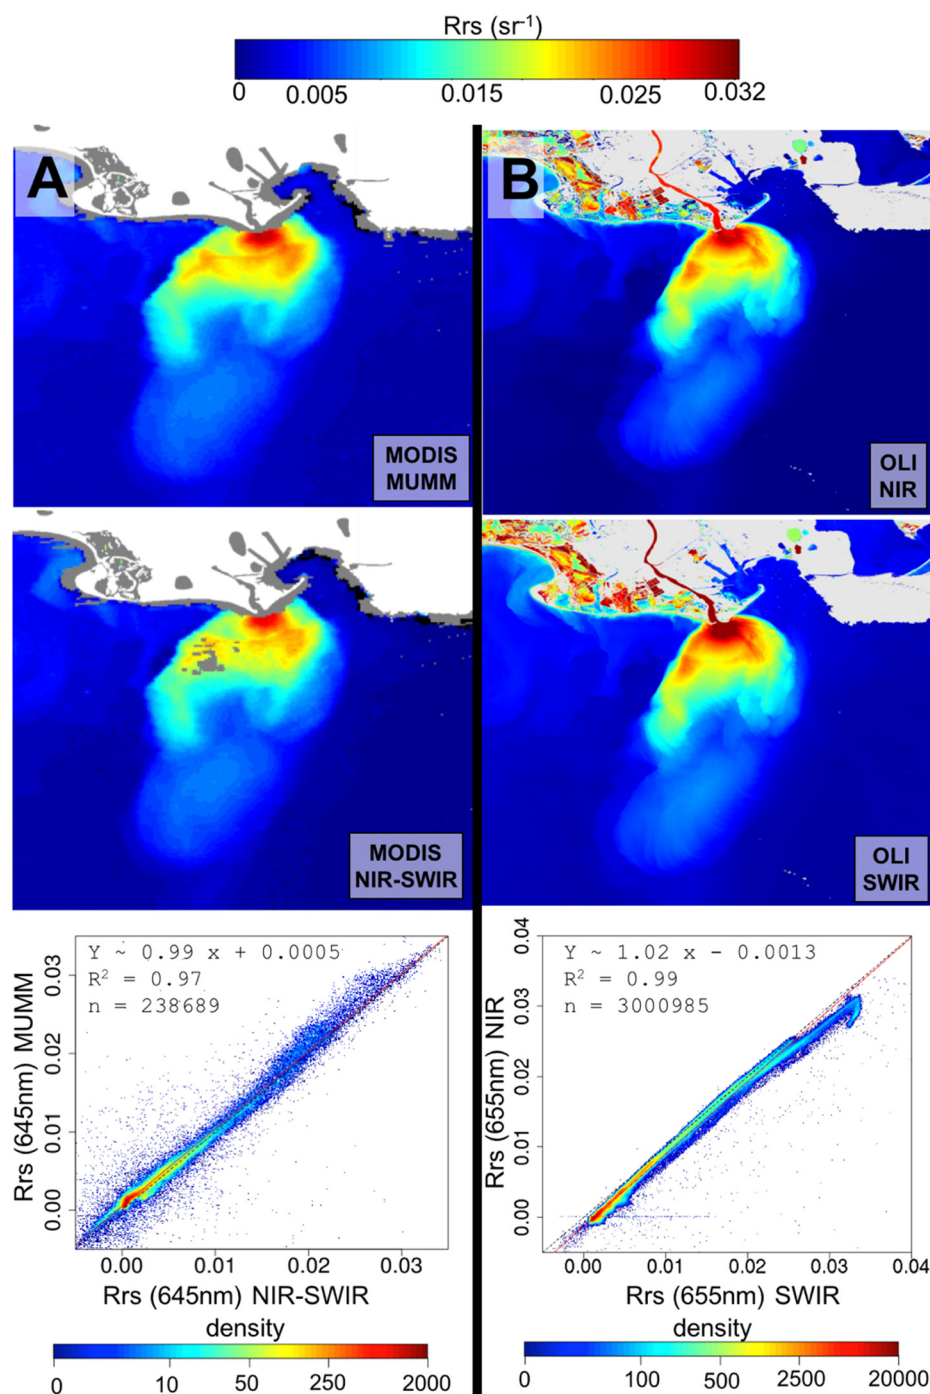 Rrs (sr⁻¹)
0 0.005 0.015 0.025 0.032
A
MODIS
MUMM
B
OLI
NIR
MODIS
NIR-SWIR
OLI
SWIR
Y ~ 0.99 x + 0.0005
R² = 0.97
n = 238689
Rrs (645nm) MUMM
0.03
0.02
0.01
0.00
0.00 0.01 0.02 0.03
Rrs (645nm) NIR-SWIR
density
0 10 50 250 2000
Y ~ 1.02 x - 0.0013
R² = 0.99
n = 3000985
Rrs (655nm) NIR
0.04
0.03
0.02
0.01
0.00
0.00 0.01 0.02 0.03 0.04
Rrs (655nm) SWIR
density
0 100 500 2500 20000